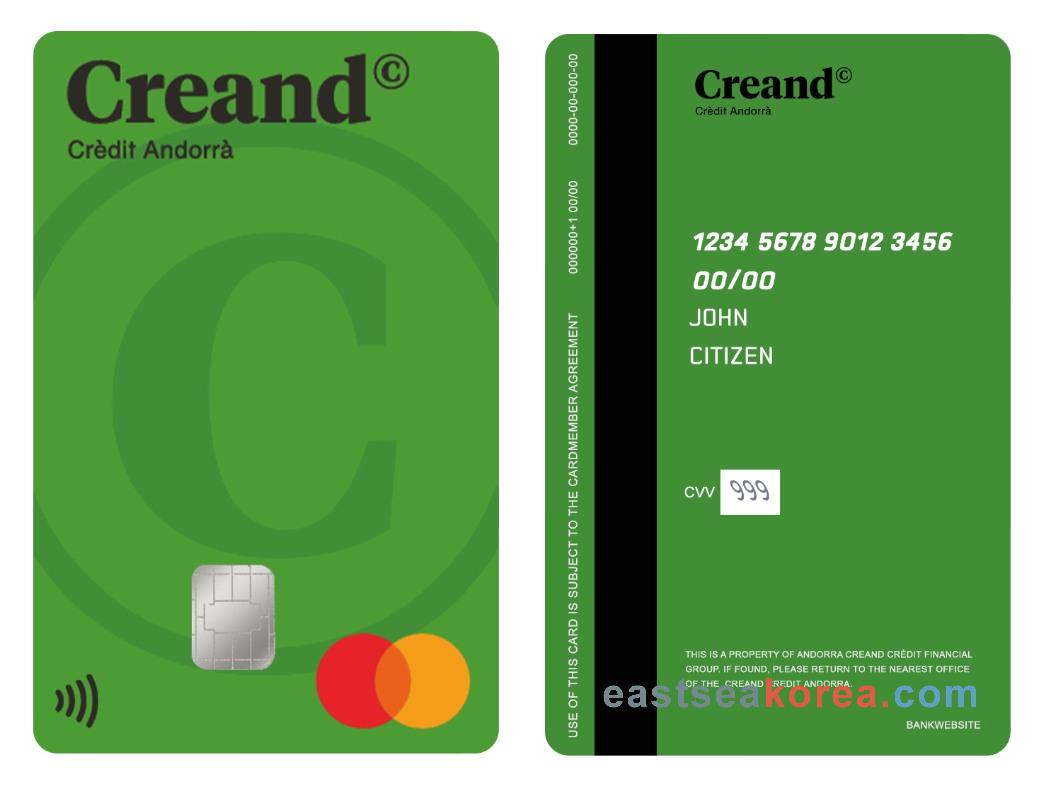 Creand©
Crèdit Andorrà
C
0000-00-000-00
000000+1 00/00
USE OF THIS CARD IS SUBJECT TO THE CARDMEMBER AGREEMENT
Creand©
Crèdit Andorrà
1234 5678 9012 3456
00/00
JOHN
CITIZEN
CVV 999
THIS IS A PROPERTY OF ANDORRA CREAND CRÈDIT FINANCIAL
GROUP. IF FOUND, PLEASE RETURN TO THE NEAREST OFFICE
OF THE CREAND CREDIT ANDORRA.
eastseakorea.com
BANKWEBSITE